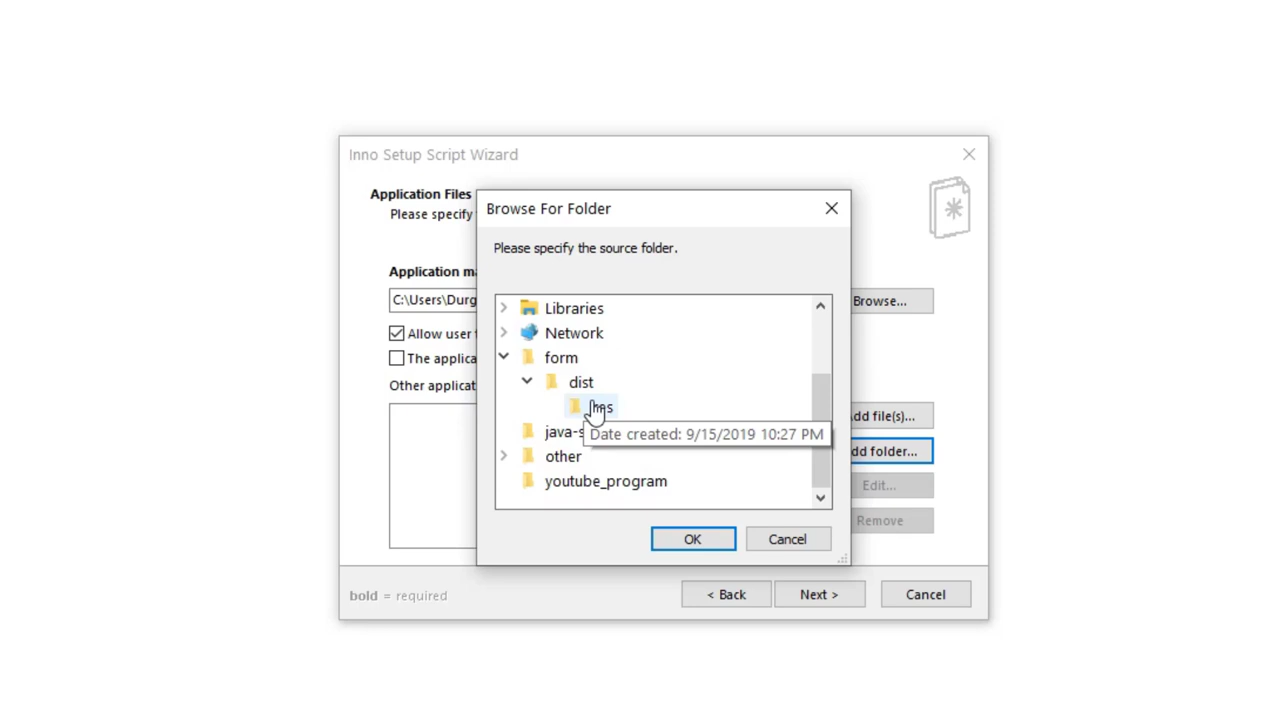 Inno Setup Script Wizard
Application Files
Please specify
Browse For Folder
Please specify the source folder.
Application
C:\Users\Durg
Browse...
Allow user
The applica
Other applicat
Libraries
Network
form
dist
java-s
Date created: 9/15/2019 10:27 PM
other
youtube_program
dd file(s)...
dd folder...
Edit...
Remove
OK
Cancel
bold = required
< Back
Next >
Cancel